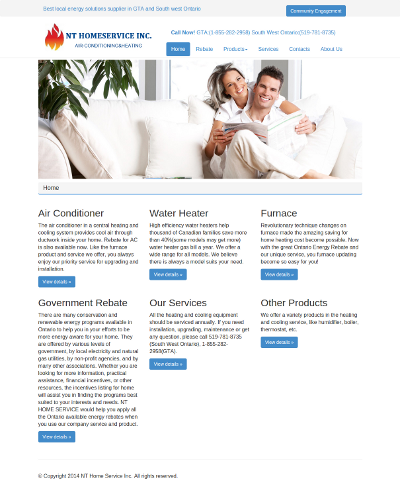 Best local energy solutions supplier in GTA and South west Ontario
Community Engagement
NT HOMESERVICE INC.
AIR CONDITIONING&HEATING
Call Now! GTA (1-855-282-2958) South West Ontario(519-781-8735)
Home Rebate Products Services Contacts About Us
Home
Air Conditioner
The air conditioner in a central heating and
cooling system provides cool air through
ductwork inside your home. Rebate for AC
is also available now. Like the furnace
product and service we offer, you always
enjoy our priority service for upgrading and
installation.
View details »
Water Heater
High efficiency water heaters help
thousand of Canadian families save more
than 40%(some models may get more)
water heater gas bill a year. We offer a
wide range for all models. We believe
there is always a model suits your need.
View details »
Furnace
Revolutionary technique changes on
furnace made the amazing saving for
home heating cost become possible. Now
with the great Ontario Energy Rebate and
our unique service, you furnace updating
become so easy for you!
View details »
Government Rebate
There are many conservation and
renewable energy programs available in
Ontario to help you in your efforts to be
more energy aware for your home. They
are offered by various levels of
government, by local electricity and natural
gas utilities, by non-profit agencies, and by
many other associations. Whether you are
looking for more information, practical
assistance, financial incentives, or other
resources, the incentives listing for home
will assist you in finding the programs best
suited to your interests and needs. NT
HOME SERVICE would help you apply all
the Ontario available energy rebates when
you use our company service and product.
View details »
Our Services
All the heating and cooling equipment
should be serviced annually. If you need
installation, upgrading, maintenance or get
any question, please call 519-781-8735
(South West Ontario). 1-855-282-
2958(GTA).
View details »
Other Products
We offer a variety products in the heating
and cooling service, like humidifier, boiler,
thermostat, etc.
View details »
© Copyright 2014 NT Home Service Inc. All rights reserved.